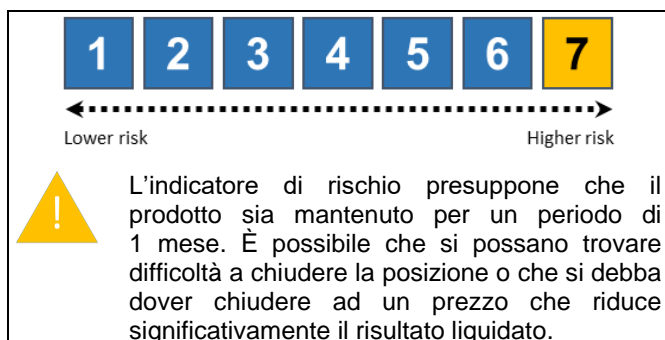 1 2 3 4 5 6 7
Lower risk Higher risk
!
L'indicatore di rischio presuppone che il
prodotto sia mantenuto per un periodo di
1 mese. È possibile che si possano trovare
difficoltà a chiudere la posizione o che si debba
dover chiudere ad un prezzo che riduce
significativamente il risultato liquidato.